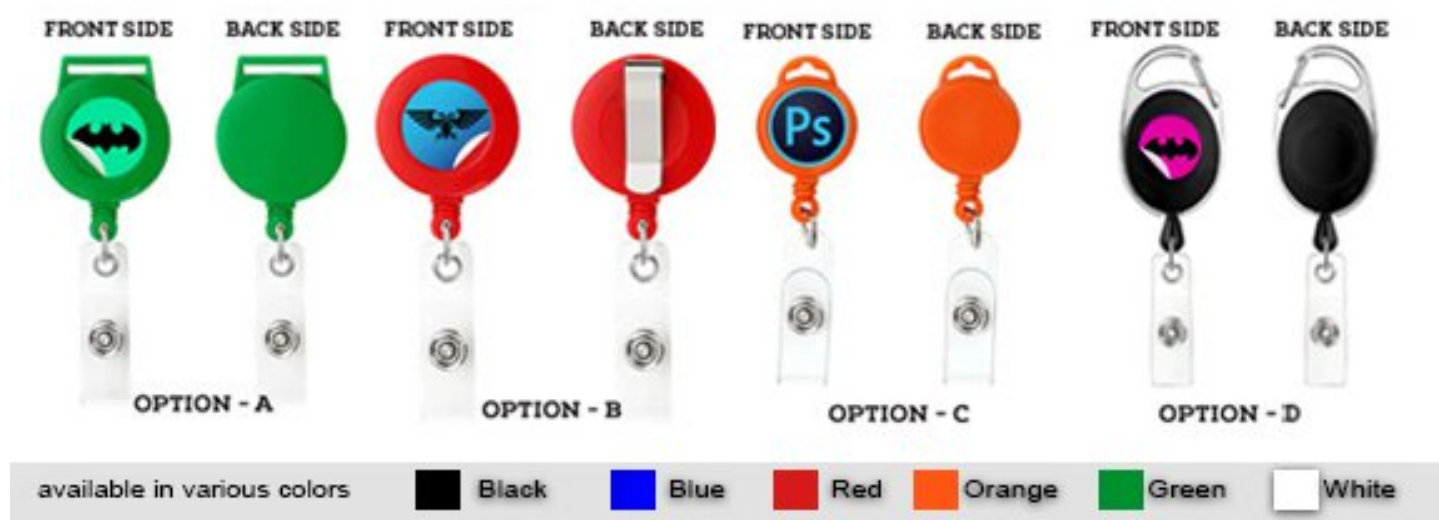 FRONT SIDE BACK SIDE FRONT SIDE BACK SIDE FRONT SIDE BACK SIDE FRONT SIDE BACK SIDE
Ps
OPTION - A OPTION - B OPTION - C OPTION - D
available in various colors Black Blue Red Orange Green White